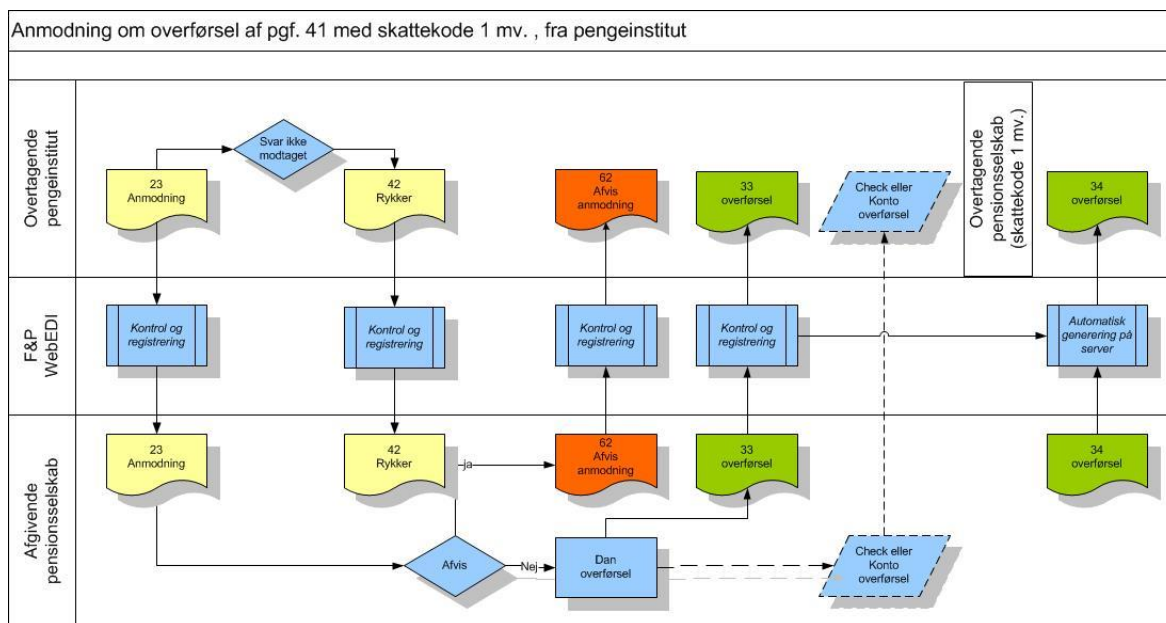 Anmodning om overførsel af pgf. 41 med skattekode 1 mv. , fra pengeinstitut
Overtagende
pengeinstitut
Svar ikke
modtaget
23
Anmodning
42
Rykker
62
Afvis
anmodning
33
overførsel
Check eller
Konto
overførsel
Overtagende
pensionsselskab
(skattekode 1 mv.)
34
overførsel
F&P
WebEDI
Kontrol og
registrering
Kontrol og
registrering
Kontrol og
registrering
Kontrol og
registrering
Automatisk
generering på
server
Afgivende
pensionsselskab
23
Anmodning
42
Rykker
ja
62
Afvis
anmodning
33
overførsel
34
overførsel
Afvis
Nej
Dan
overførsel
Check eller
Konto
overførsel